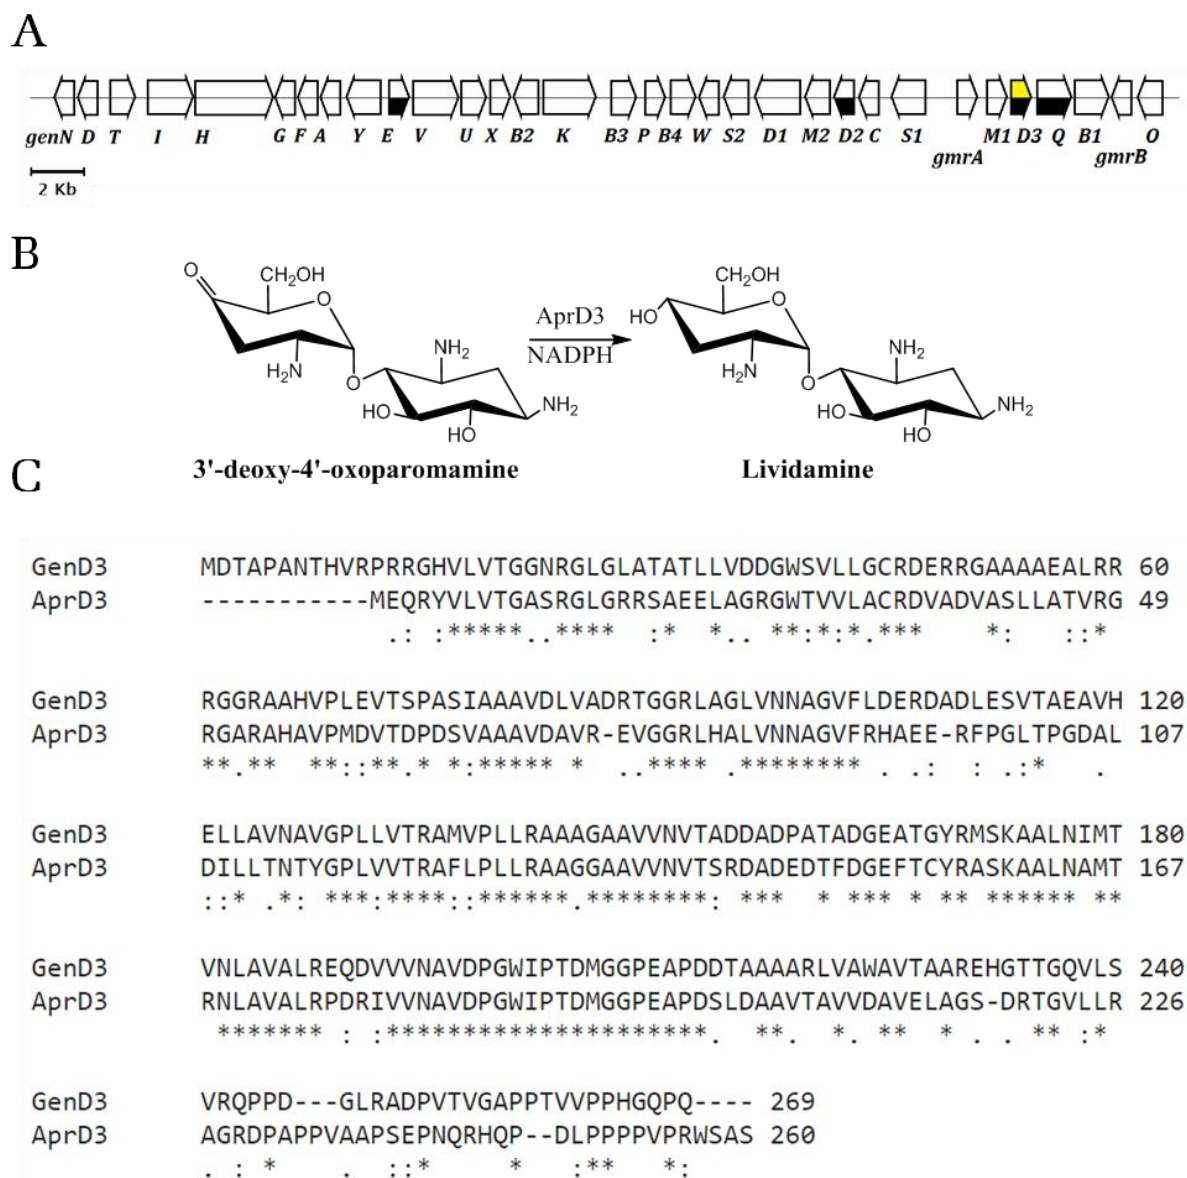 A
genN D T I H G F A Y E V U X B2 K B3 P B4 W S2 D1 M2 D2 C S1 gmrA M1 D3 Q B1 gmrB O
2 Kb
B
O CH2OH O H2N O NH2 HO HO NH2
AprD3
NADPH
CH2OH O HO H2N O NH2 HO HO NH2
3'-deoxy-4'-oxoparomamine
Lividamine
C
GenD3 MDTAPANTHVRPRRGHVLVTGGNRGLGLATATLLVDDGWSVLLGCRDERRGAAAAEALRR 60
AprD3 -----------MEQRYVLVTGASRGLGRRSAEELAGRGWTVVLACRDVADVASLLATVRG 49
.: :*****..**** :* *.. **:*:*.*** *: ::*
GenD3 RGGRAAHVPLEVTSPASIAAAVDLVADRTGGRLAGLVNNAGVFLDERDADLESVTAEAVH 120
AprD3 RGARAHAVPMDVTDPDSVAAAVDAVR-EVGGRLHALVNNAGVFRHAEE-RFPGLTPGDAL 107
**.** **::**.* *:***** * ..**** .******** . .: : .:* .
GenD3 ELLAVNAVGPLLVTRAMVPLLRAAAGAAVVNVTADDADPATADGEATGYRMSKAALNIMT 180
AprD3 DILLTNTYGPLVVTRAFLPLLRAAGGAAVVNVTSRDADEDTFDGEFTCYRASKAALNAMT 167
::* .*: ***:****::******.********: *** * *** * ** ****** **
GenD3 VNLAVALREQDVVVNAVDPGWIPTDMGGPEAPDDTAAAARLVAWAVTAAREHGTTGQVLS 240
AprD3 RNLAVALRPDRIVVNAVDPGWIPTDMGGPEAPDSLDAAVTAVVDAVELAGS-DRTGVLLR 226
******* : :*********************. **. *. ** * . . ** :*
GenD3 VRQPPD---GLRADPVTVGAPPTVVPPHGQPQ---- 269
AprD3 AGRDPAPPVAAPSEPNQRHQP--DLPPPPVPRWSAS 260
. : * . ::* * :** *: